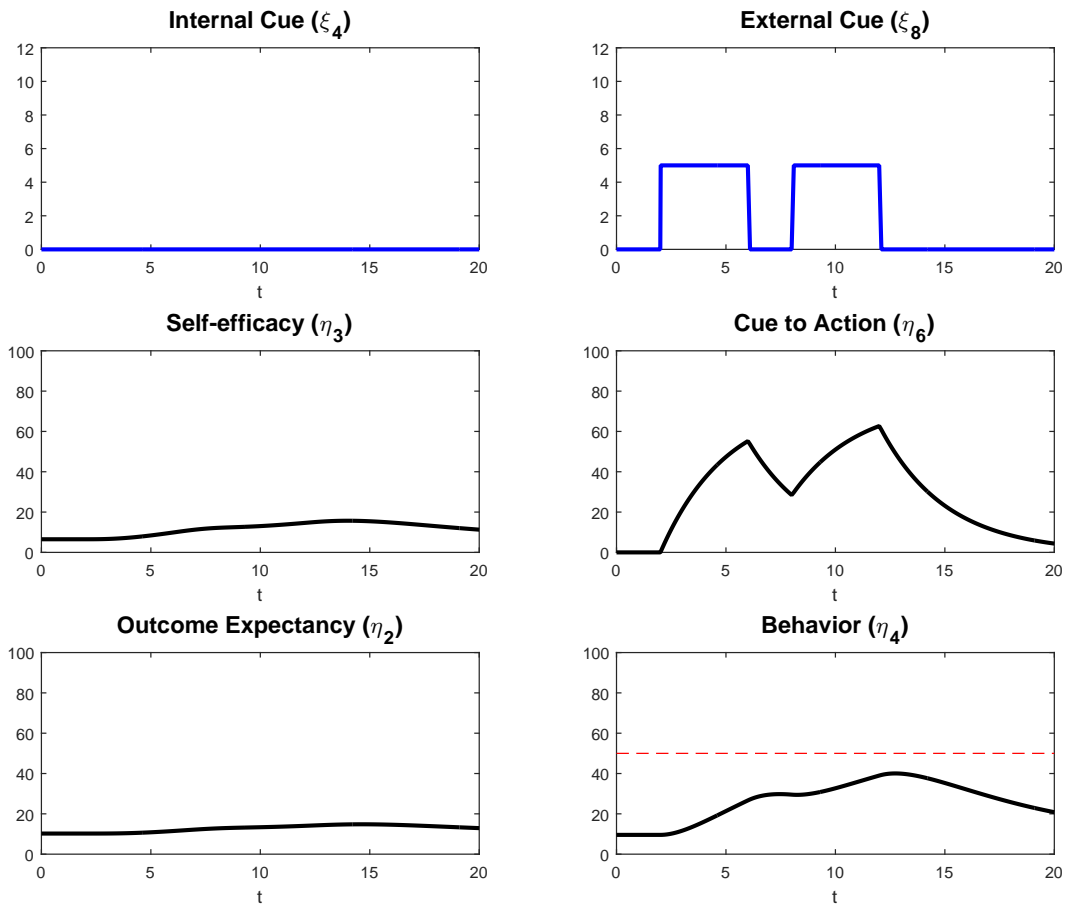 Internal Cue (ξ4)
12
10
8
6
4
2
0
0 5 10 15 20
t
External Cue (ξ8)
12
10
8
6
4
2
0
0 5 10 15 20
t
Self-efficacy (η3)
100
80
60
40
20
0
0 5 10 15 20
t
Cue to Action (η6)
100
80
60
40
20
0
0 5 10 15 20
t
Outcome Expectancy (η2)
100
80
60
40
20
0
0 5 10 15 20
t
Behavior (η4)
100
80
60
40
20
0
0 5 10 15 20
t